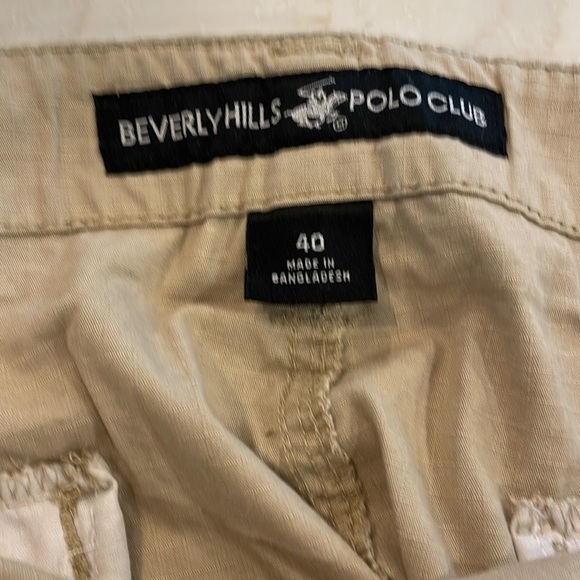 BEVERLY HILLS POLO CLUB
40
MADE IN
BANGLADESH